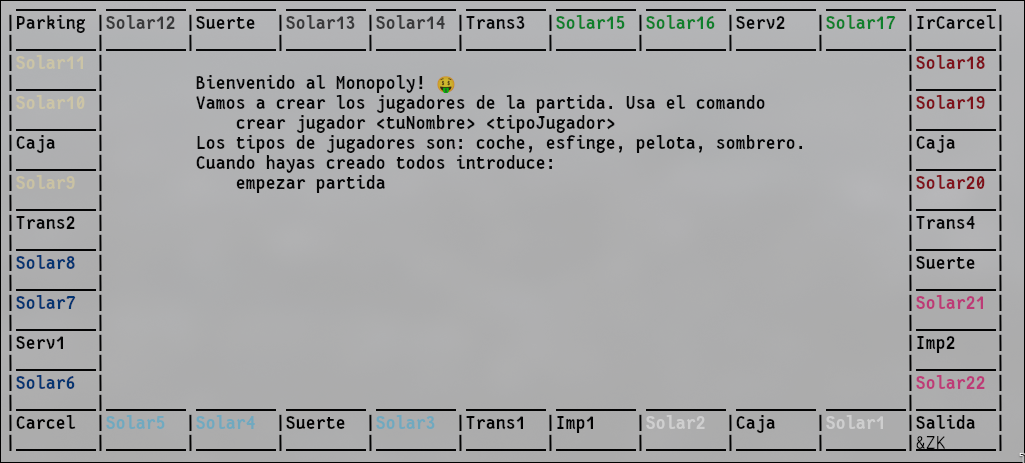 Parking Solar12 Suerte Solar13 Solar14 Trans3 Solar15 Solar16 Serv2 Solar17 IrCarcel
Solar11 Solar18
Bienvenido al Monopoly! 🤑
Solar10 Vamos a crear los jugadores de la partida. Usa el comando Solar19
crear jugador <tuNombre> <tipoJugador>
Caja Los tipos de jugadores son: coche, esfinge, pelota, sombrero. Caja
Cuando hayas creado todos introduce:
Solar9 empezar partida Solar20
Trans2 Trans4
Solar8 Suerte
Solar7 Solar21
Serv1 Imp2
Solar6 Solar22
Carcel Solar5 Solar4 Suerte Solar3 Trans1 Imp1 Solar2 Caja Solar1 Salida
&ZK